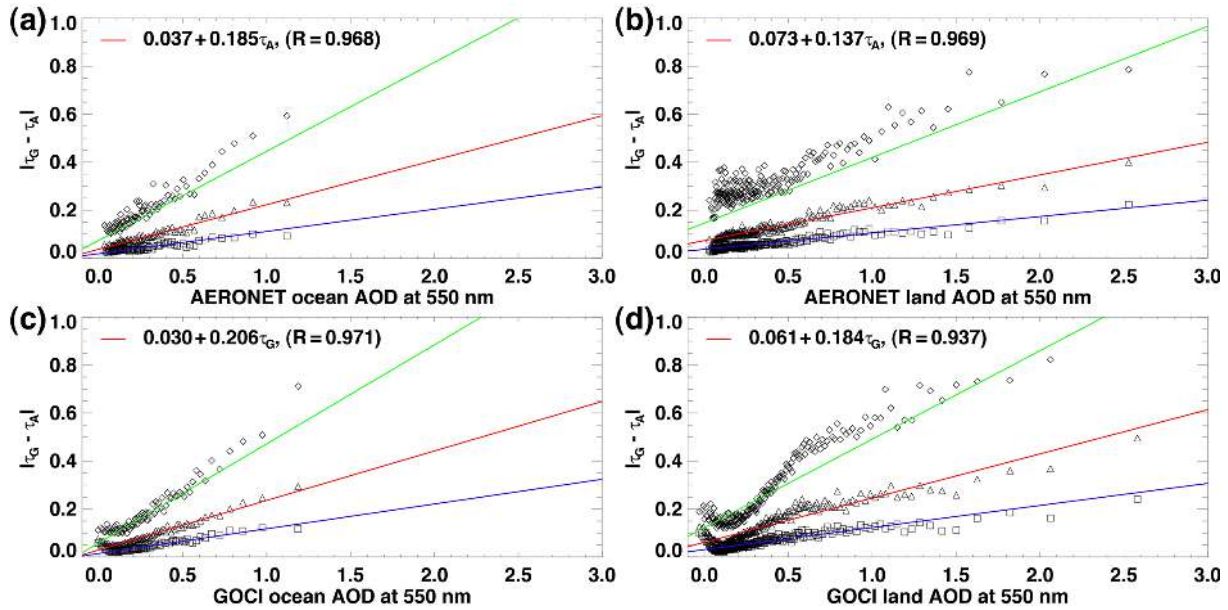 (a)
1.0
0.8
0.6
0.4
0.2
0.0
|τG - τA|
0.037 + 0.185τA, (R = 0.968)
0.0 0.5 1.0 1.5 2.0 2.5 3.0
AERONET ocean AOD at 550 nm
(b)
1.0
0.8
0.6
0.4
0.2
0.0
|τG - τA|
0.073 + 0.137τA, (R = 0.969)
0.0 0.5 1.0 1.5 2.0 2.5 3.0
AERONET land AOD at 550 nm
(c)
1.0
0.8
0.6
0.4
0.2
0.0
|τG - τA|
0.030 + 0.206τG, (R = 0.971)
0.0 0.5 1.0 1.5 2.0 2.5 3.0
GOCI ocean AOD at 550 nm
(d)
1.0
0.8
0.6
0.4
0.2
0.0
|τG - τA|
0.061 + 0.184τG, (R = 0.937)
0.0 0.5 1.0 1.5 2.0 2.5 3.0
GOCI land AOD at 550 nm